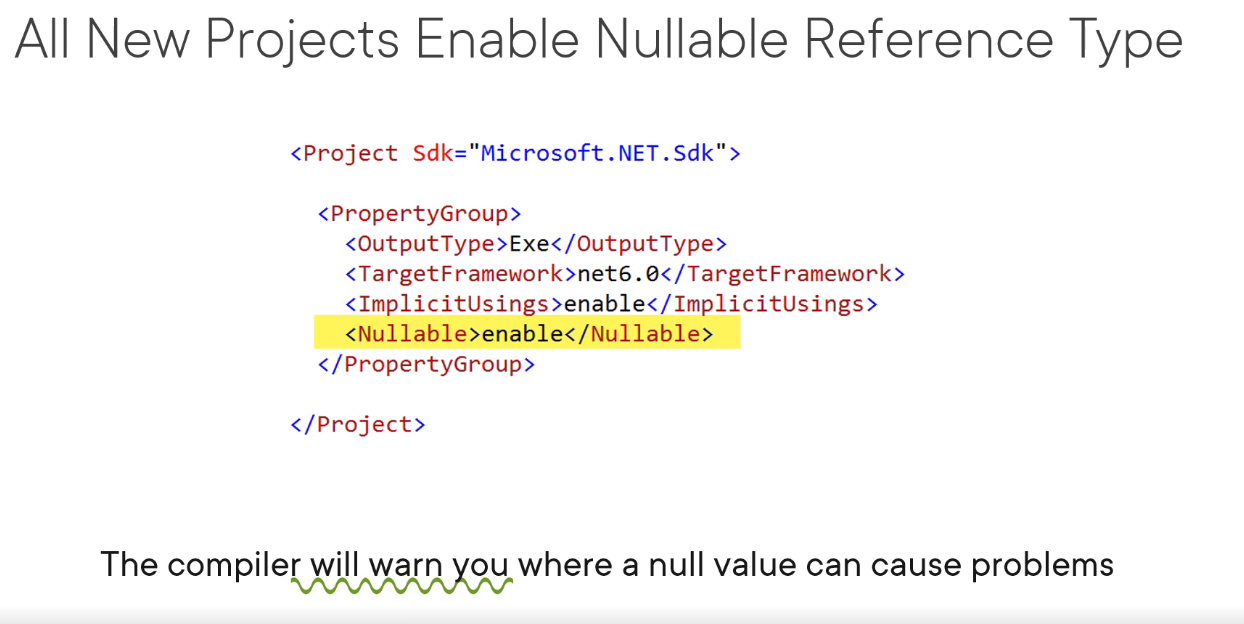 All New Projects Enable Nullable Reference Type
<Project Sdk="Microsoft.NET.Sdk">
<PropertyGroup>
<OutputType>Exe</OutputType>
<TargetFramework>net6.0</TargetFramework>
<ImplicitUsings>enable</ImplicitUsings>
<Nullable>enable</Nullable>
</PropertyGroup>
</Project>
The compiler will warn you where a null value can cause problems